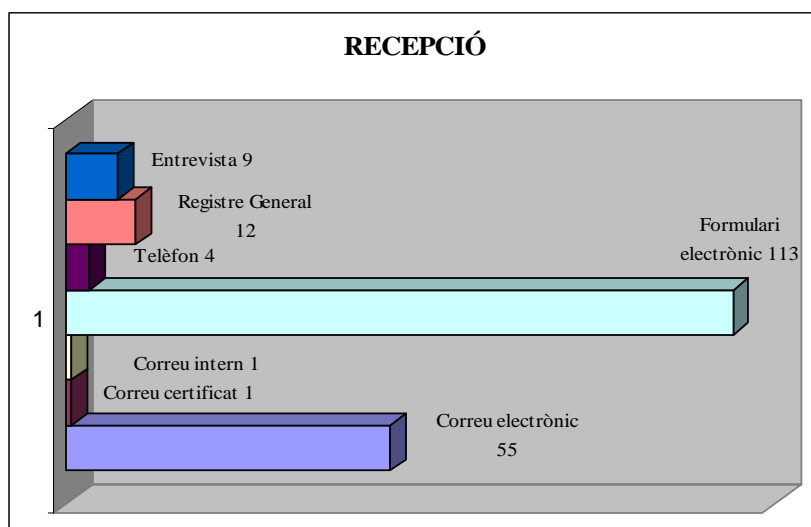 RECEPCIÓ
Entrevista 9
Registre General
12
Formulari
electrònic 113
Telèfon 4
1
Correu intern 1
Correu certificat 1
Correu electrònic
55